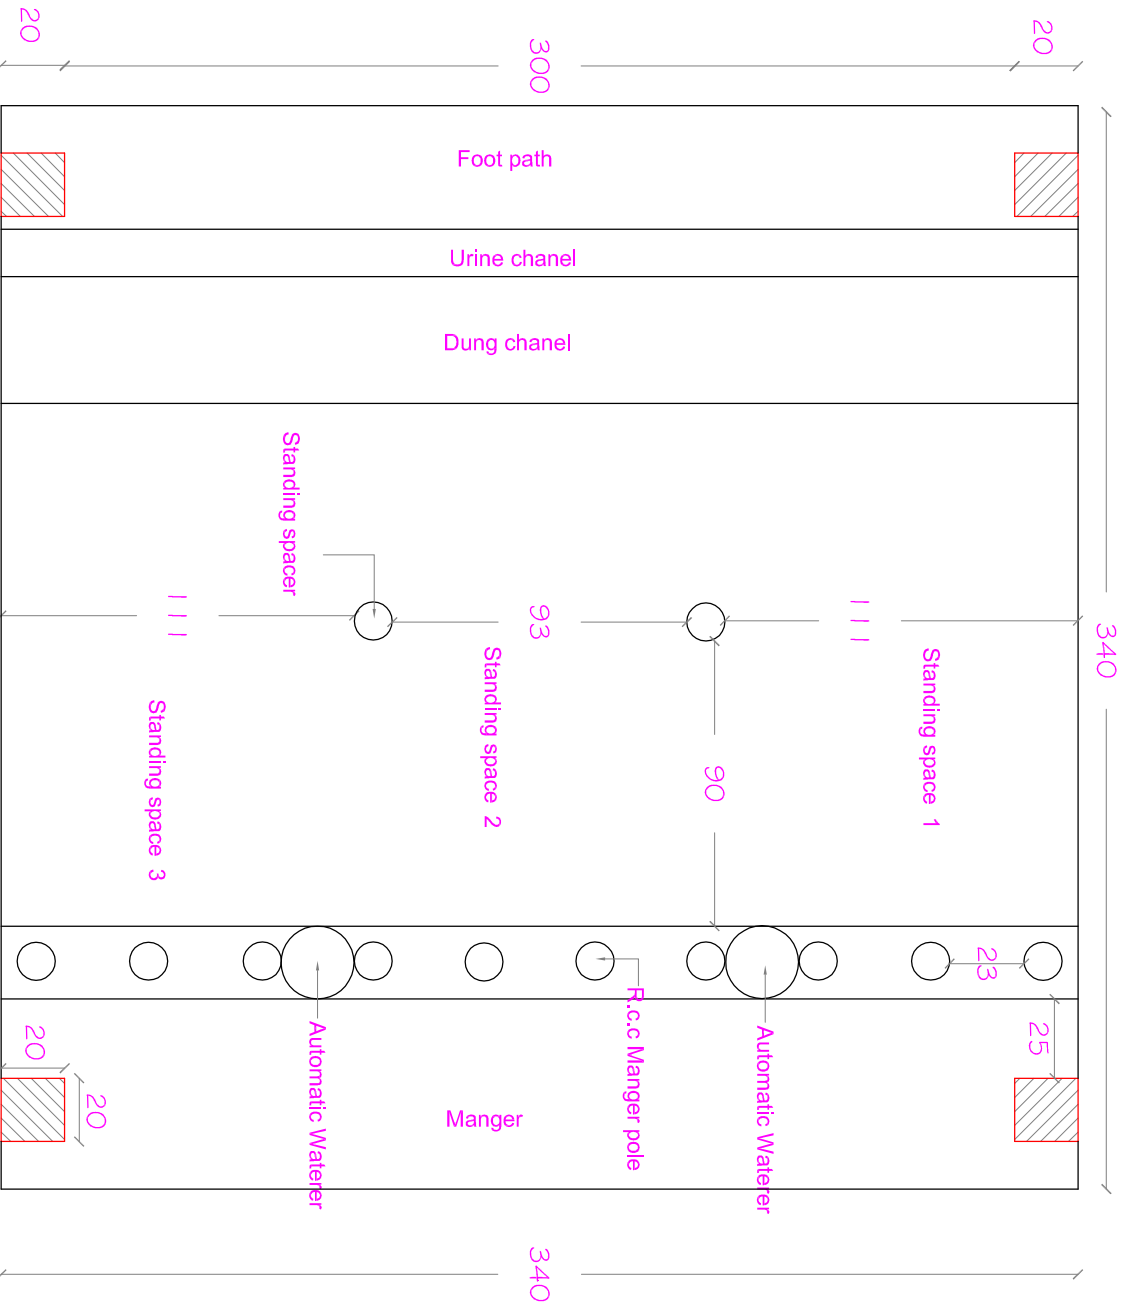 20
300
20
Foot path
340
Urine chanel
Dung chanel
Standing spacer
111
93
111
Standing space 1
Standing space 2
Standing space 3
90
23
25
20
20
R.c.c Manger pole
Automatic Waterer
Automatic Waterer
Manger
340